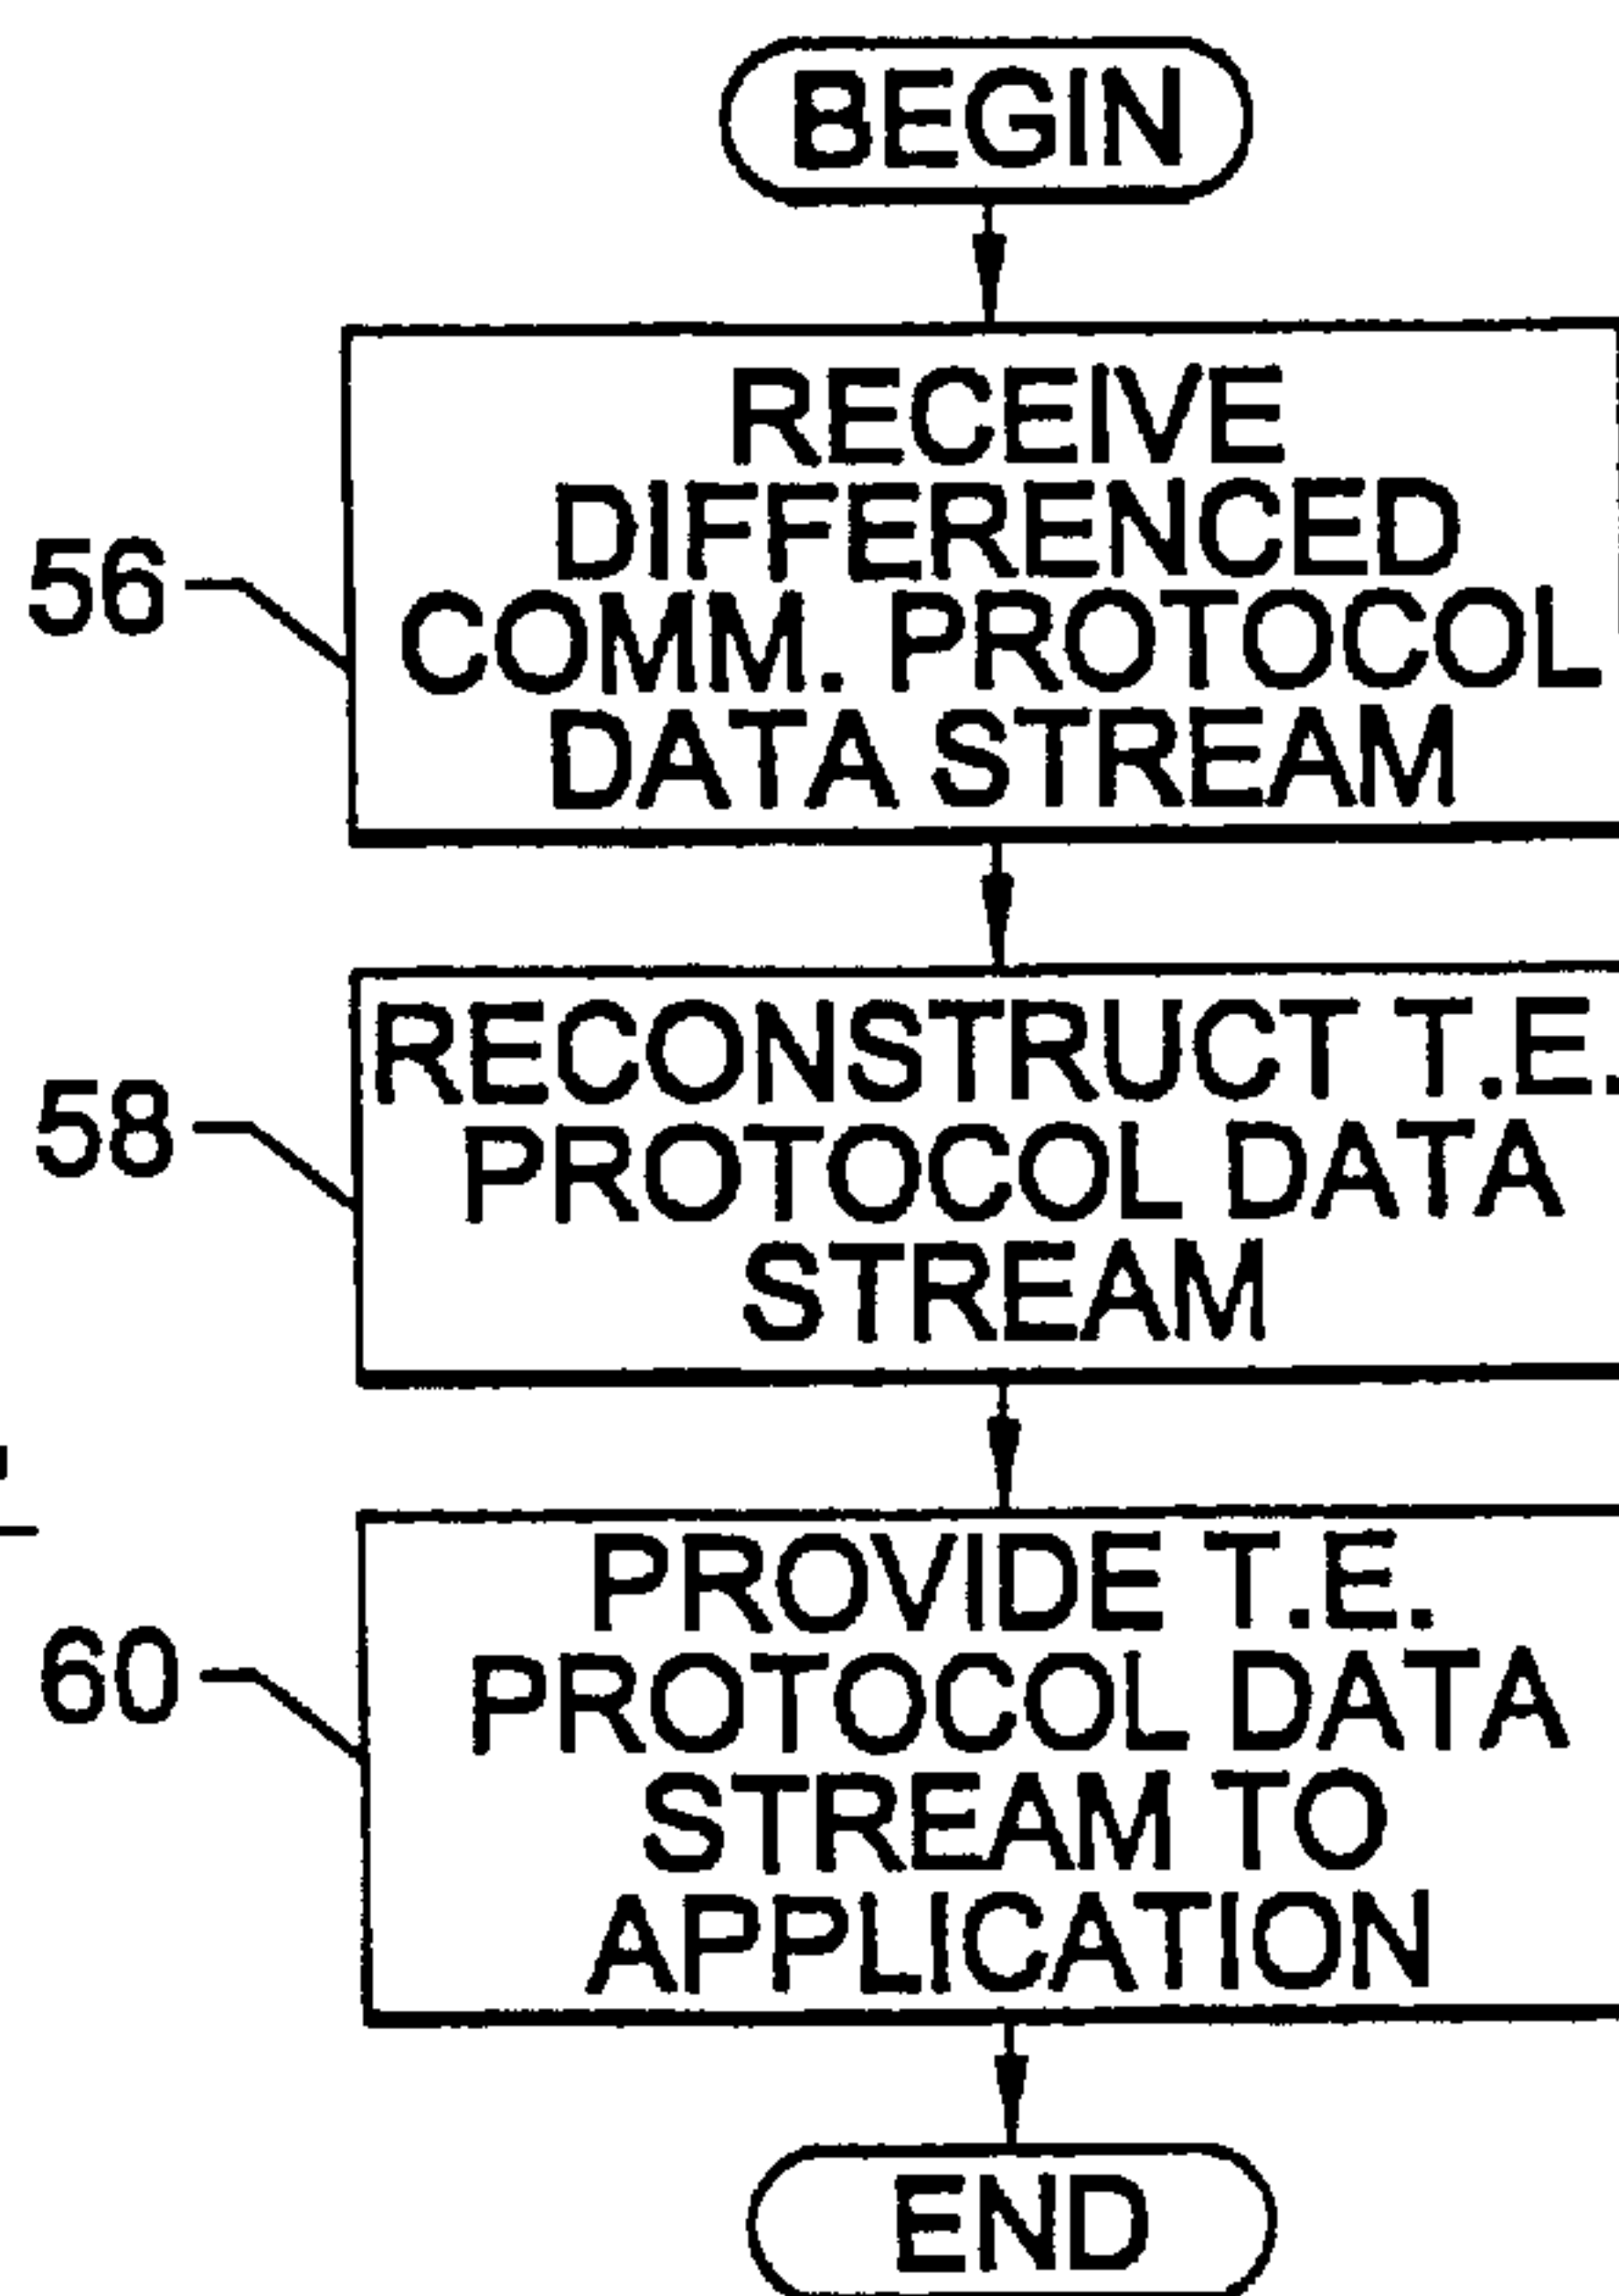 BEGIN
RECEIVE
DIFFERENCED
COMM. PROTOCOL
DATA STREAM
56
RECONSTRUCT T.E.
PROTOCOL DATA
STREAM
58
PROVIDE T.E.
PROTOCOL DATA
STREAM TO
APPLICATION
60
END